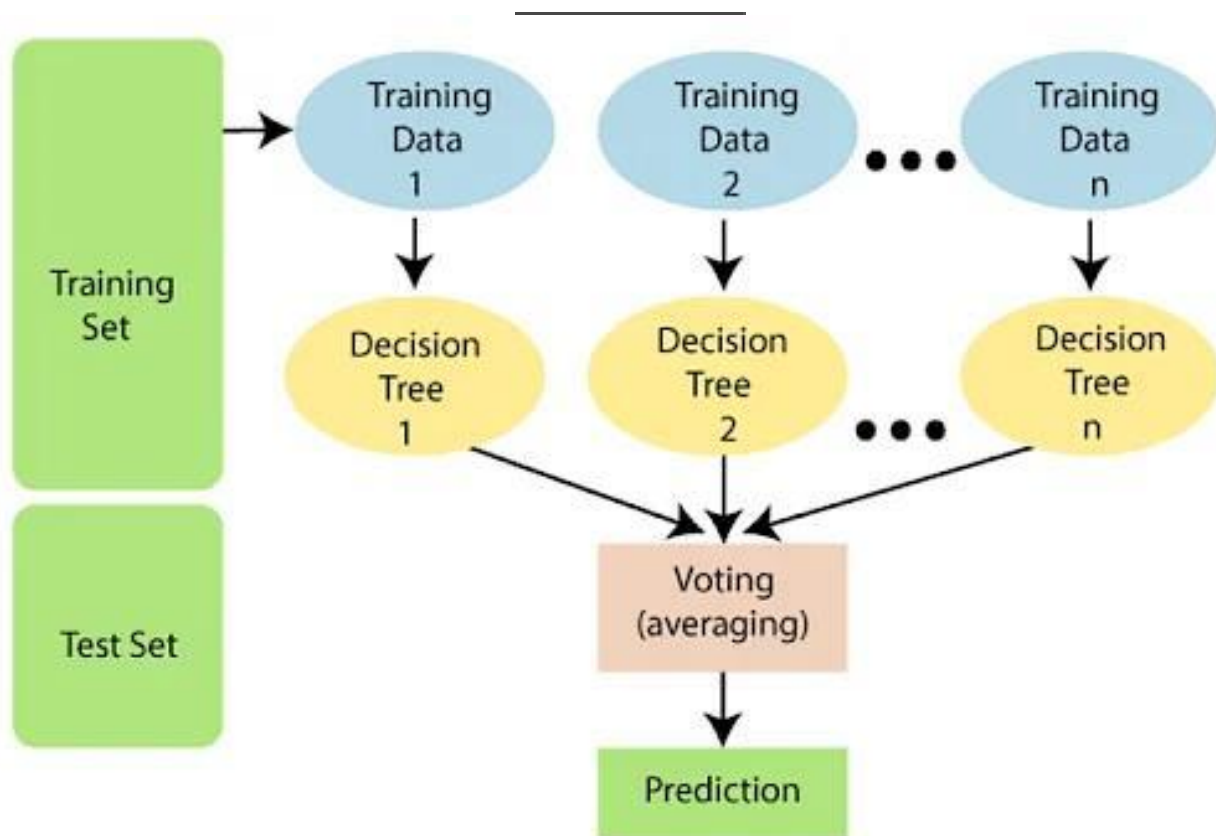 Training
Data
1
Training
Data
2
Training
Data
n
Training
Set
Decision
Tree
1
Decision
Tree
2
Decision
Tree
n
Test Set
Voting
(averaging)
Prediction